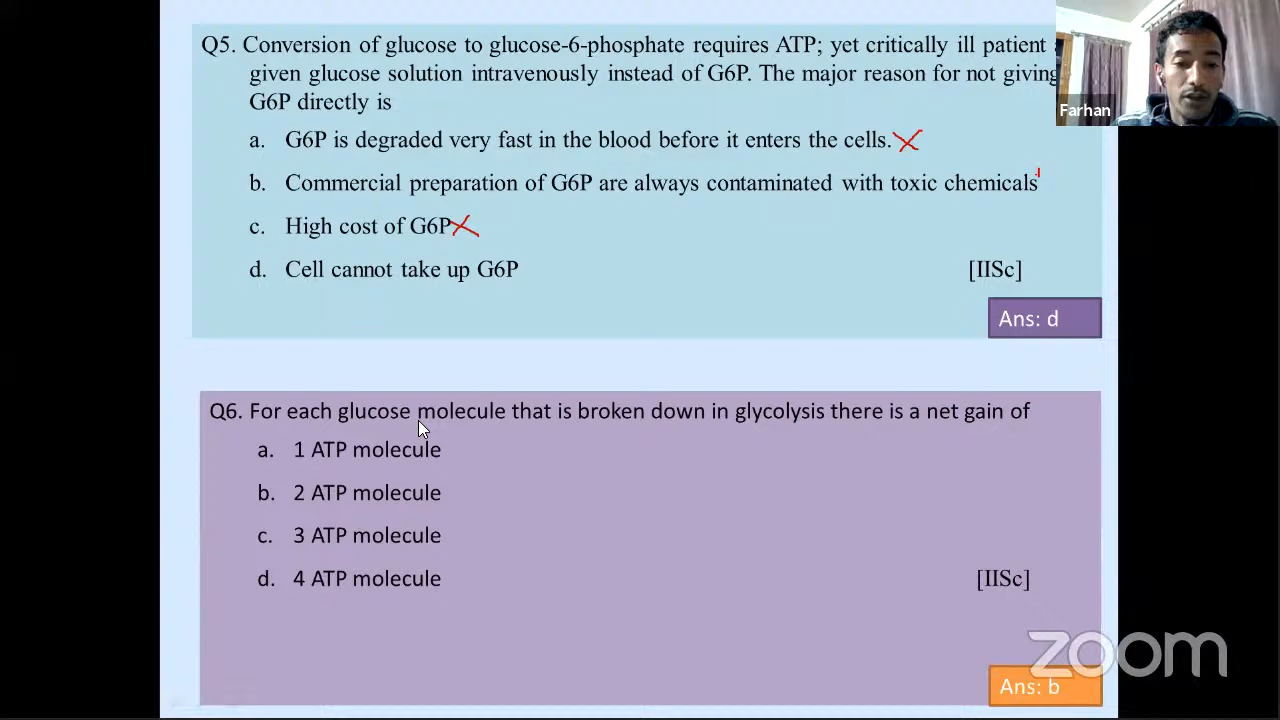 Q5. Conversion of glucose to glucose-6-phosphate requires ATP; yet critically ill patient
given glucose solution intravenously instead of G6P. The major reason for not giving
G6P directly is
a. G6P is degraded very fast in the blood before it enters the cells.
b. Commercial preparation of G6P are always contaminated with toxic chemicals
c. High cost of G6P
d. Cell cannot take up G6P [IISc]
Ans: d
Farhan
Q6. For each glucose molecule that is broken down in glycolysis there is a net gain of
a. 1 ATP molecule
b. 2 ATP molecule
c. 3 ATP molecule
d. 4 ATP molecule [IISc]
zoom
Ans: b